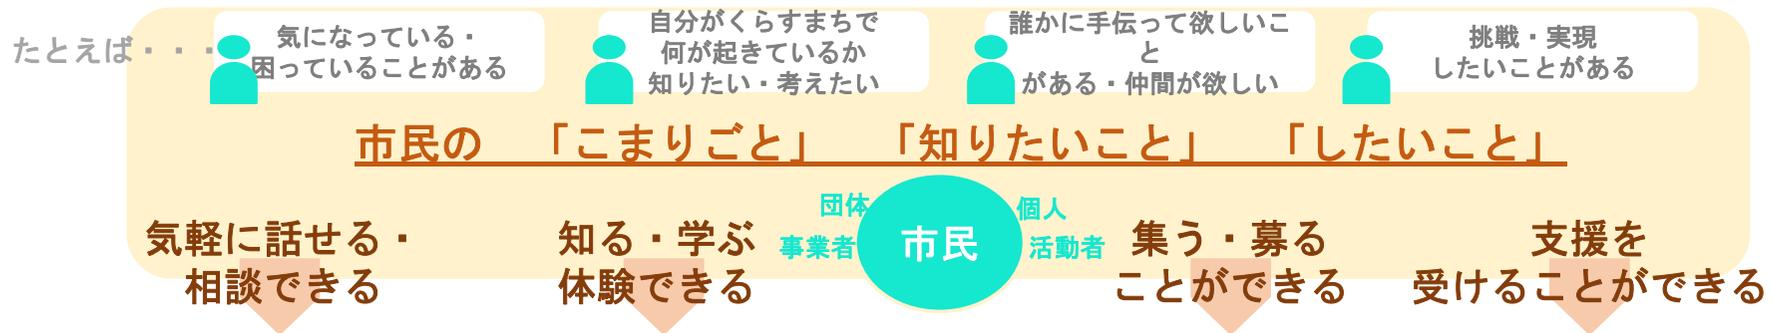 たとえば・・・
気になっている・
困っていることがある
自分がくらすまちで
何が起きているか
知りたい・考えたい
誰かに手伝って欲しいこ
と
がある・仲間が欲しい
挑戦・実現
したいことがある
市民の 「こまりごと」 「知りたいこと」 「したいこと」
団体
個人
事業者
市民
活動者
気軽に話せる・
相談できる
知る・学ぶ
体験できる
集う・募る
ことができる
支援を
受けることができる